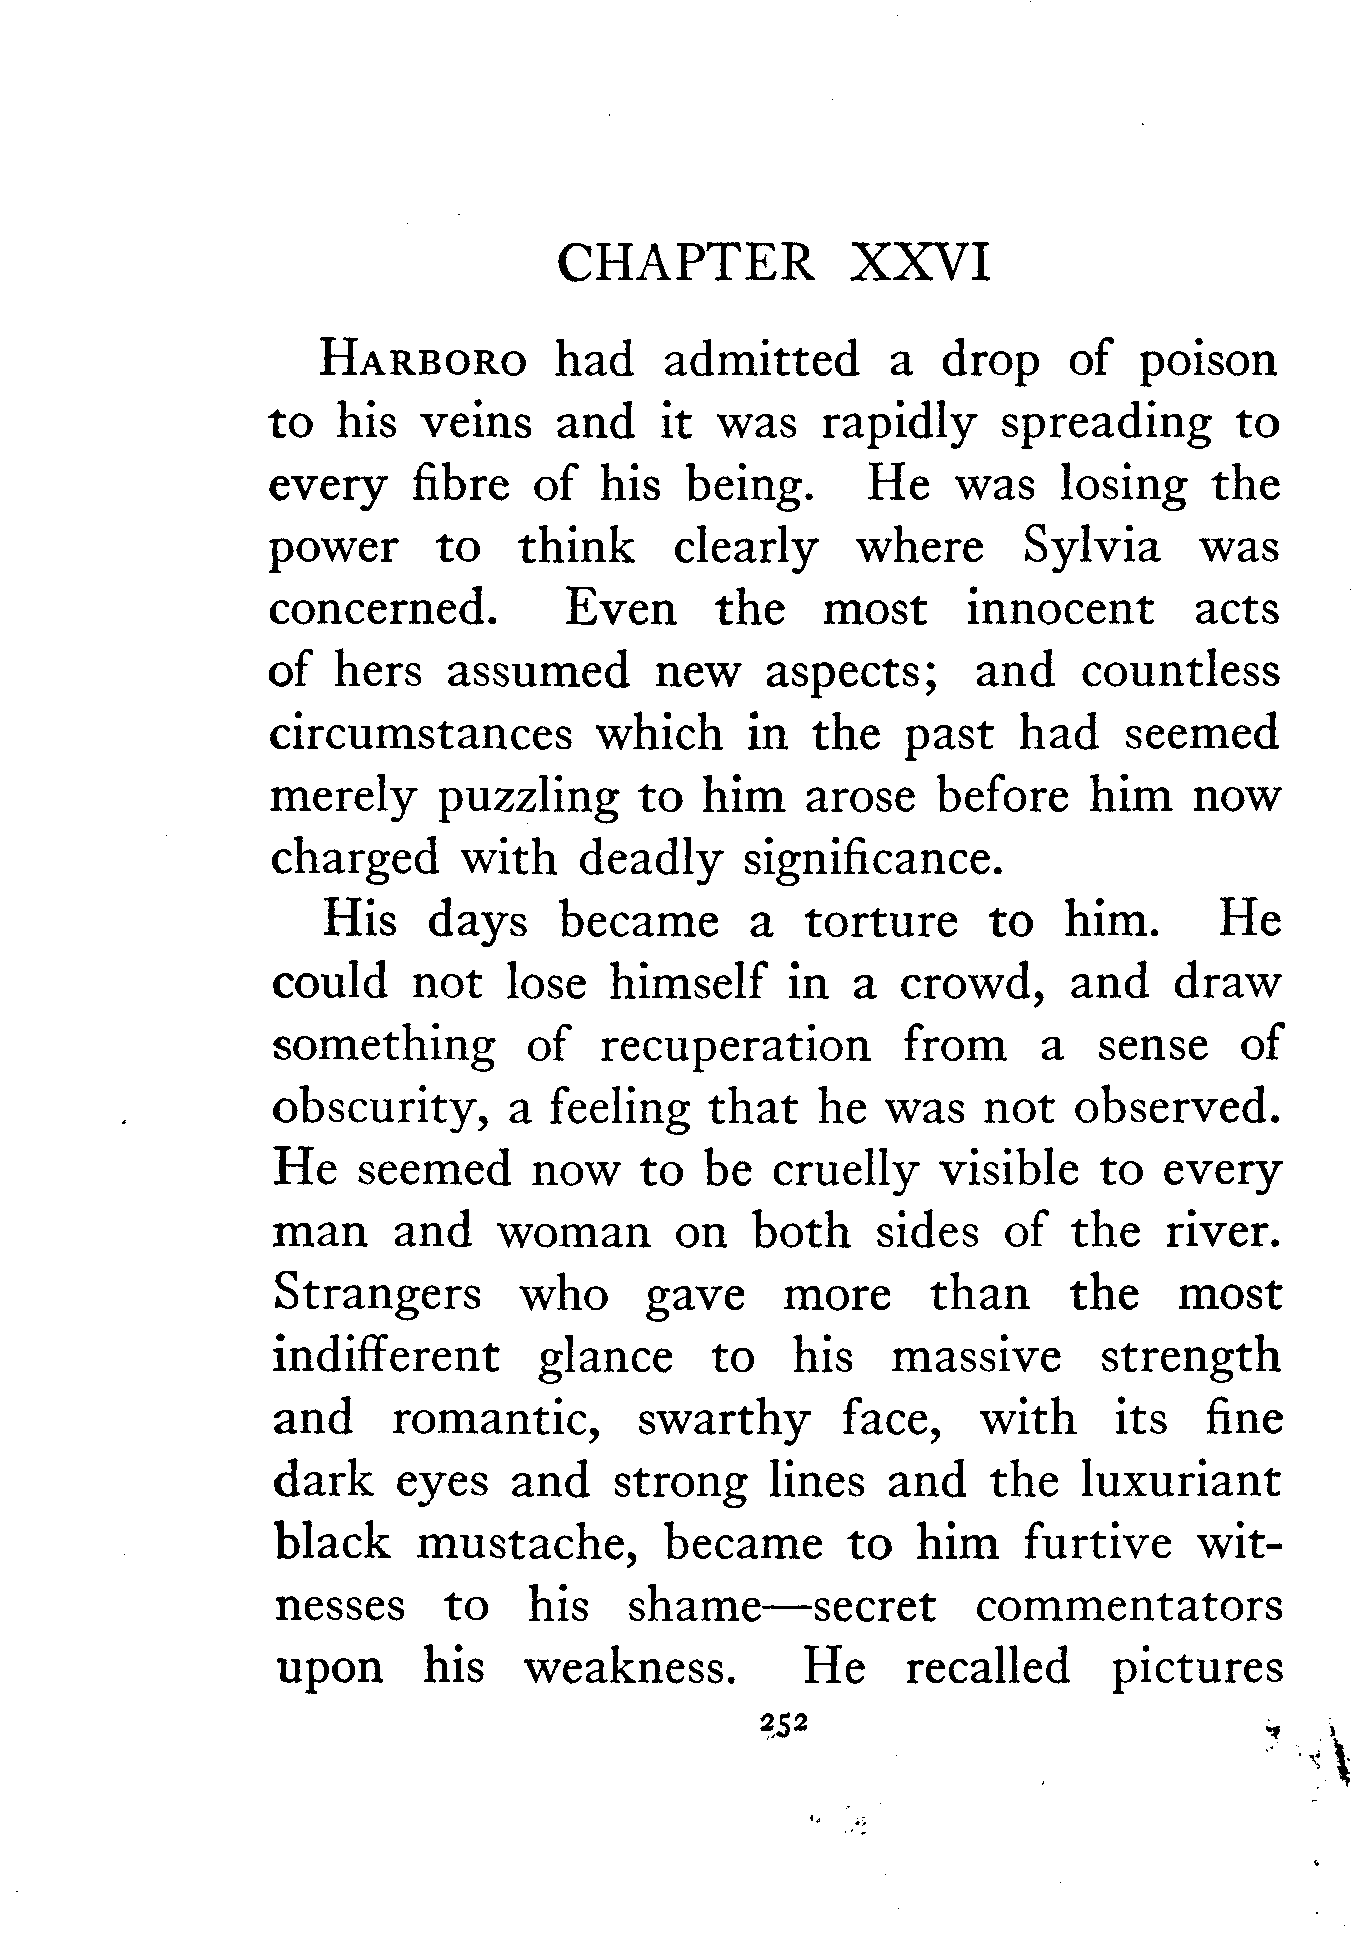 CHAPTER XXVI
HARBORO had admitted a drop of poison
to his veins and it was rapidly spreading to
every fibre of his being. He was losing the
power to think clearly where Sylvia was
concerned. Even the most innocent acts
of hers assumed new aspects; and countless
circumstances which in the past had seemed
merely puzzling to him arose before him now
charged with deadly significance.
His days became a torture to him. He
could not lose himself in a crowd, and draw
something of recuperation from a sense of
obscurity, a feeling that he was not observed.
He seemed now to be cruelly visible to every
man and woman on both sides of the river.
Strangers who gave more than the most
indifferent glance to his massive strength
and romantic, swarthy face, with its fine
dark eyes and strong lines and the luxuriant
black mustache, became to him furtive wit-
nesses to his shame—secret commentators
upon his weakness. He recalled pictures
252